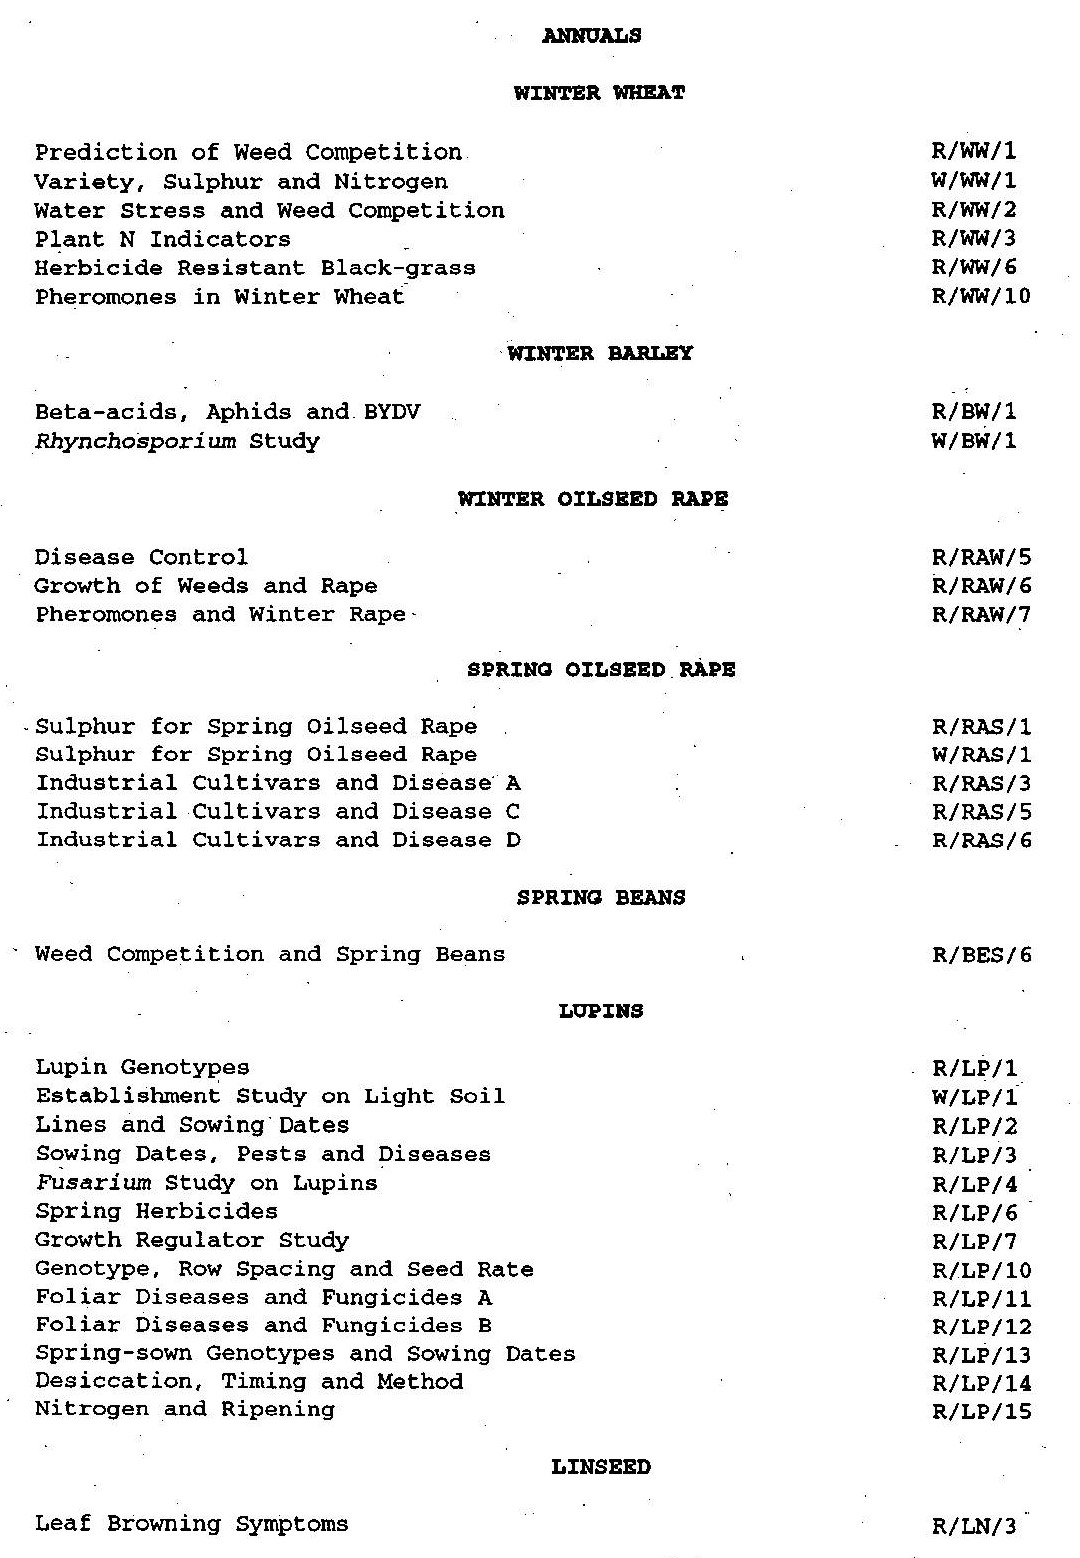 ANNUALS
WINTER WHEAT
Prediction of Weed Competition R/WW/1
Variety, Sulphur and Nitrogen W/WW/1
Water Stress and Weed Competition R/WW/2
Plant N Indicators R/WW/3
Herbicide Resistant Black-grass R/WW/6
Pheromones in Winter Wheat R/WW/10
WINTER BARLEY
Beta-acids, Aphids and BYDV R/BW/1
Rhynchosporium Study W/BW/1
WINTER OILSEED RAPE
Disease Control R/RAW/5
Growth of Weeds and Rape R/RAW/6
Pheromones and Winter Rape R/RAW/7
SPRING OILSEED RAPE
Sulphur for Spring Oilseed Rape R/RAS/1
Sulphur for Spring Oilseed Rape W/RAS/1
Industrial Cultivars and Disease A R/RAS/3
Industrial Cultivars and Disease C R/RAS/5
Industrial Cultivars and Disease D R/RAS/6
SPRING BEANS
Weed Competition and Spring Beans R/BES/6
LUPINS
Lupin Genotypes R/LP/1
Establishment Study on Light Soil W/LP/1
Lines and Sowing Dates R/LP/2
Sowing Dates, Pests and Diseases R/LP/3
Fusarium Study on Lupins R/LP/4
Spring Herbicides R/LP/6
Growth Regulator Study R/LP/7
Genotype, Row Spacing and Seed Rate R/LP/10
Foliar Diseases and Fungicides A R/LP/11
Foliar Diseases and Fungicides B R/LP/12
Spring-sown Genotypes and Sowing Dates R/LP/13
Desiccation, Timing and Method R/LP/14
Nitrogen and Ripening R/LP/15
LINSEED
Leaf Browning Symptoms R/LN/3